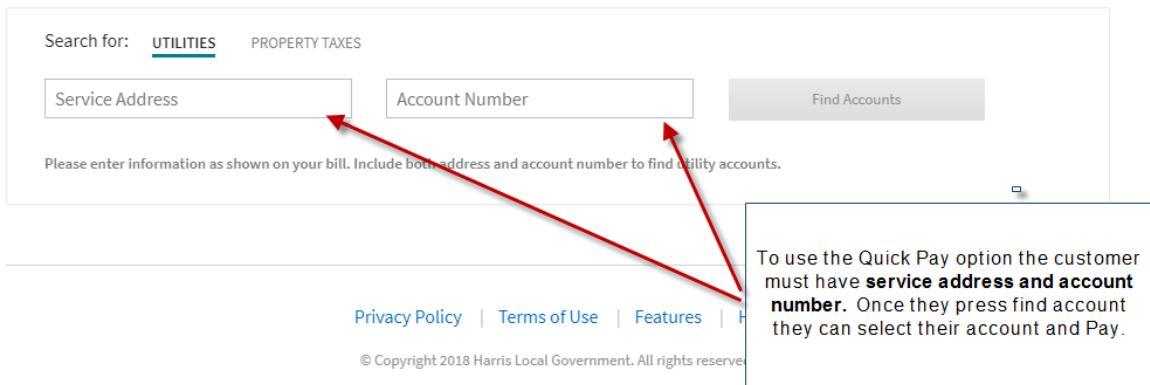 Search for: UTILITIES PROPERTY TAXES
Service Address Account Number Find Accounts
Please enter information as shown on your bill. Include both address and account number to find utility accounts.
To use the Quick Pay option the customer
must have service address and account
number. Once they press find account
they can select their account and Pay.
Privacy Policy | Terms of Use | Features | H
© Copyright 2018 Harris Local Government. All rights reserve